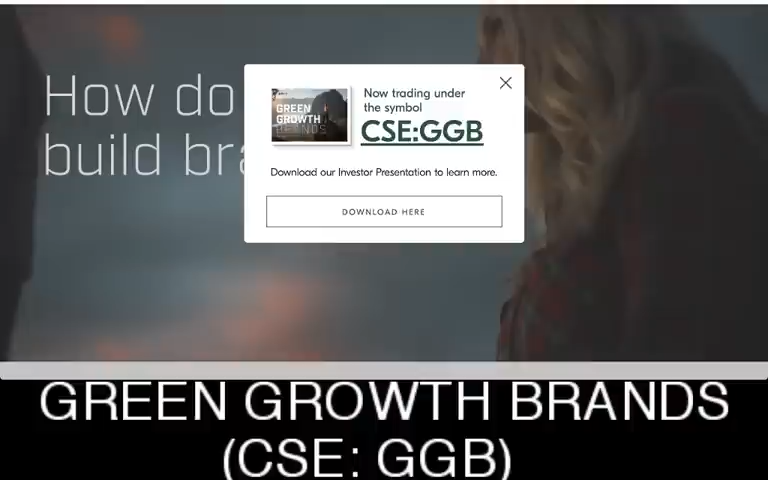 How do
build bra
GREEN
GROWTH
BRANDS
Now trading under
the symbol
CSE:GGB
Download our Investor Presentation to learn more.
DOWNLOAD HERE
GREEN GROWTH BRANDS
(CSE: GGB)